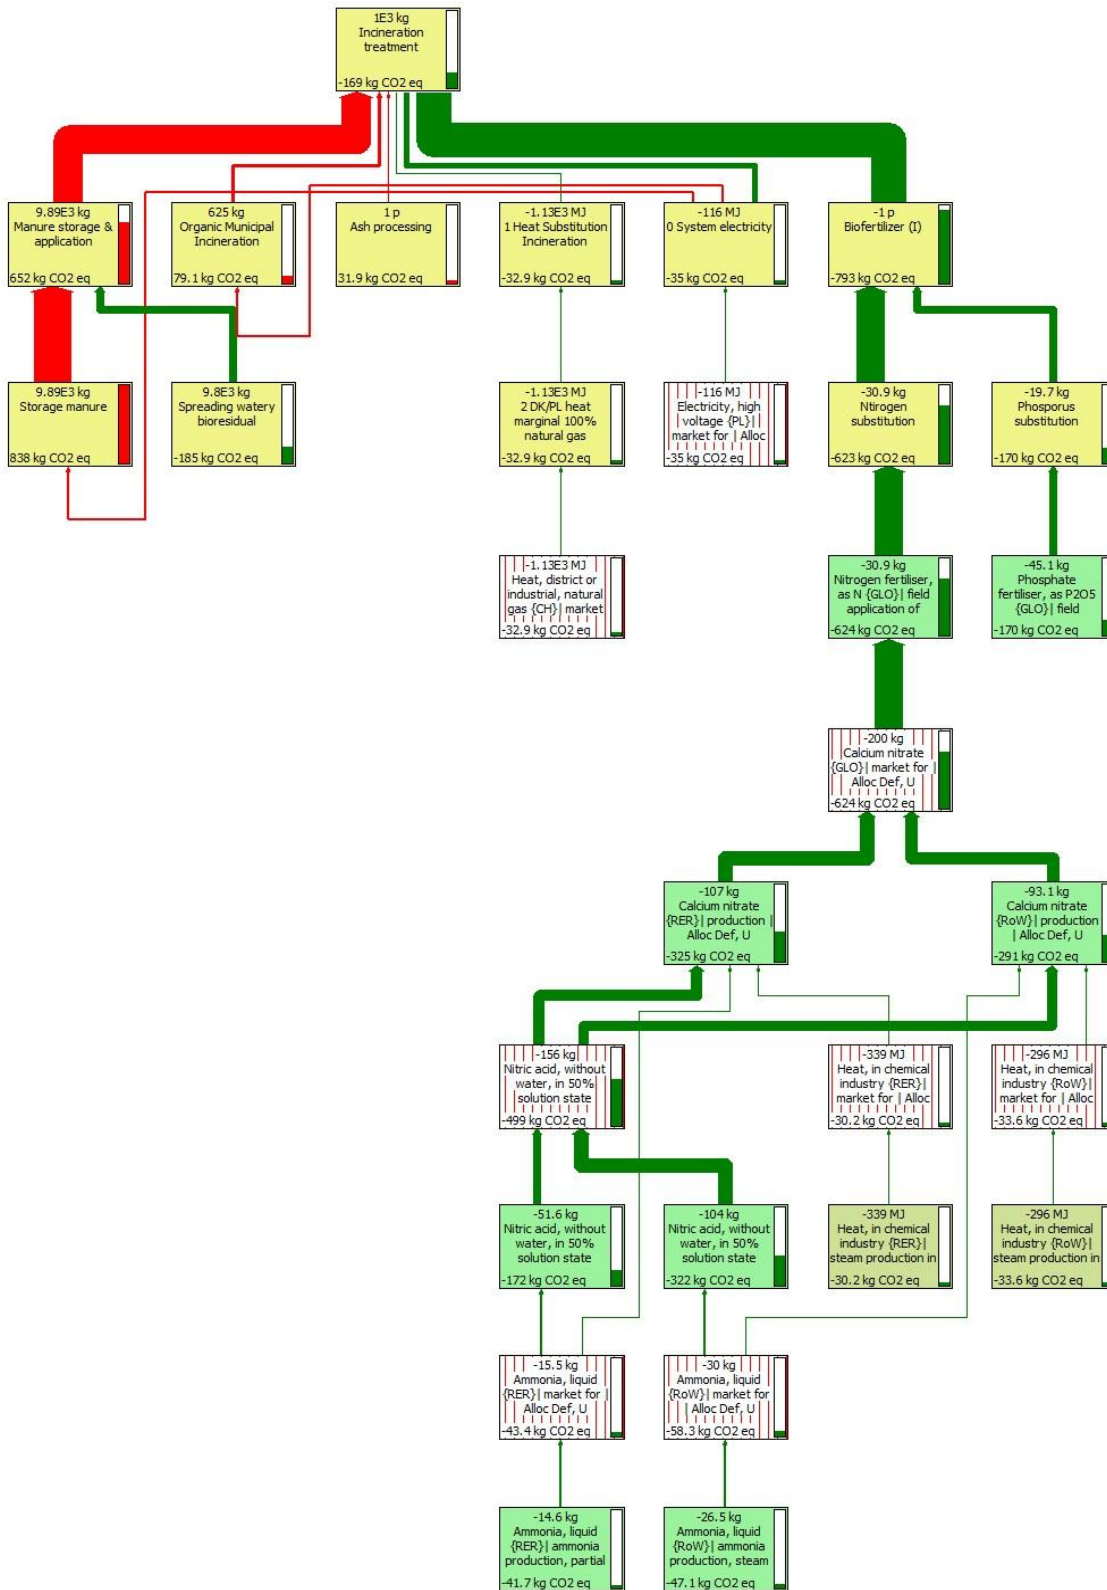 1E3 kg
Incineration
treatment
-169 kg CO2 eq
9.89E3 kg
Manure storage &
application
652 kg CO2 eq
625 kg
Organic Municipal
Incineration
79.1 kg CO2 eq
1 p
Ash processing
31.9 kg CO2 eq
-1.13E3 MJ
1 Heat Substitution
Incineration
-32.9 kg CO2 eq
-116 MJ
0 System electricity
-35 kg CO2 eq
-1 p
Biofertilizer (I)
-793 kg CO2 eq
9.89E3 kg
Storage manure
838 kg CO2 eq
9.8E3 kg
Spreading watery
bioresidual
-185 kg CO2 eq
-1.13E3 MJ
2 DK/PL heat
marginal 100%
natural gas
-32.9 kg CO2 eq
-116 MJ
Electricity, high
voltage {PL}|
market for | Alloc
-35 kg CO2 eq
-30.9 kg
Ntirogen
substitution
-623 kg CO2 eq
-19.7 kg
Phosporus
substitution
-170 kg CO2 eq
-1.13E3 MJ
Heat, district or
industrial, natural
gas {CH}| market
-32.9 kg CO2 eq
-30.9 kg
Nitrogen fertiliser,
as N {GLO}| field
application of
-624 kg CO2 eq
-45.1 kg
Phosphate
fertiliser, as P2O5
{GLO}| field
-170 kg CO2 eq
-200 kg
Calcium nitrate
{GLO}| market for |
Alloc Def, U
-624 kg CO2 eq
-107 kg
Calcium nitrate
{RER}| production |
Alloc Def, U
-325 kg CO2 eq
-93.1 kg
Calcium nitrate
{RoW}| production
| Alloc Def, U
-291 kg CO2 eq
-156 kg
Nitric acid, without
water, in 50%
solution state
-499 kg CO2 eq
-339 MJ
Heat, in chemical
industry {RER}|
market for | Alloc
-30.2 kg CO2 eq
-296 MJ
Heat, in chemical
industry {RoW}|
market for | Alloc
-33.6 kg CO2 eq
-51.6 kg
Nitric acid, without
water, in 50%
solution state
-172 kg CO2 eq
-104 kg
Nitric acid, without
water, in 50%
solution state
-322 kg CO2 eq
-339 MJ
Heat, in chemical
industry {RER}|
steam production in
-30.2 kg CO2 eq
-296 MJ
Heat, in chemical
industry {RoW}|
steam production in
-33.6 kg CO2 eq
-15.5 kg
Ammonia, liquid
{RER}| market for |
Alloc Def, U
-43.4 kg CO2 eq
-30 kg
Ammonia, liquid
{RoW}| market for
| Alloc Def, U
-58.3 kg CO2 eq
-14.6 kg
Ammonia, liquid
{RER}| ammonia
production, partial
-41.7 kg CO2 eq
-26.5 kg
Ammonia, liquid
{RoW}| ammonia
production, steam
-47.1 kg CO2 eq